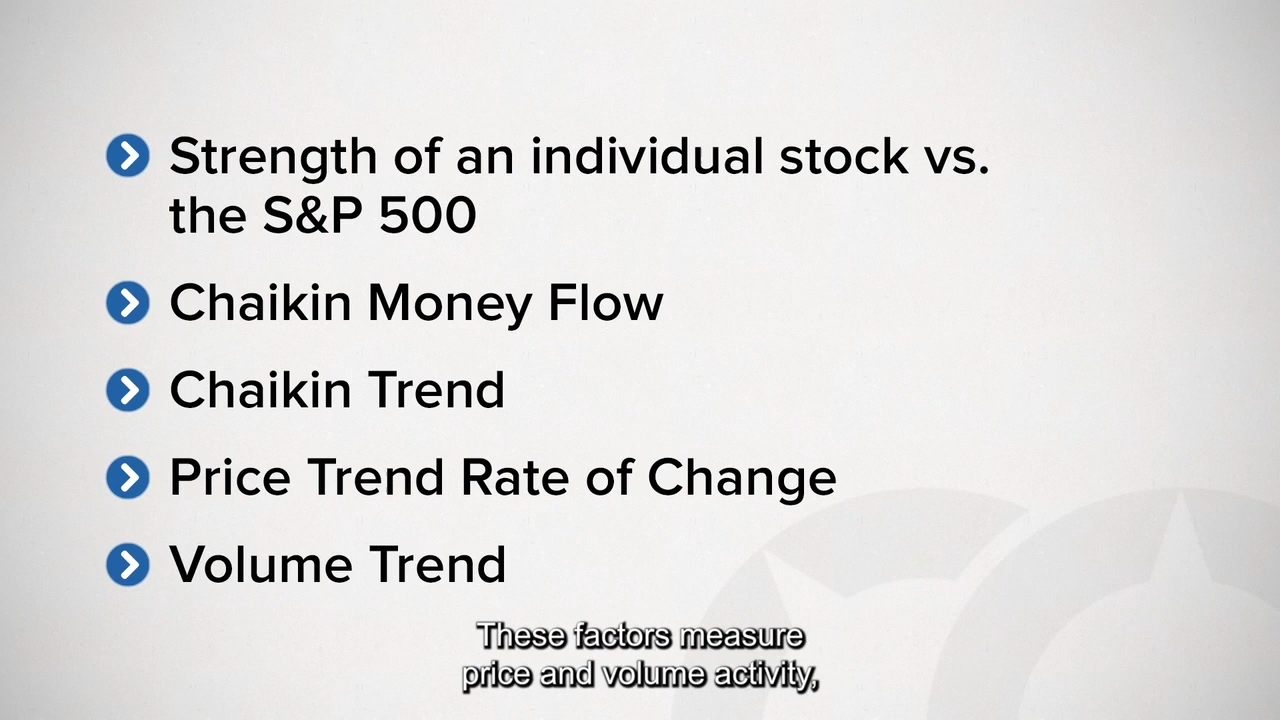 Strength of an individual stock vs.
the S&P 500
Chaikin Money Flow
Chaikin Trend
Price Trend Rate of Change
Volume Trend
These factors measure
price and volume activity,